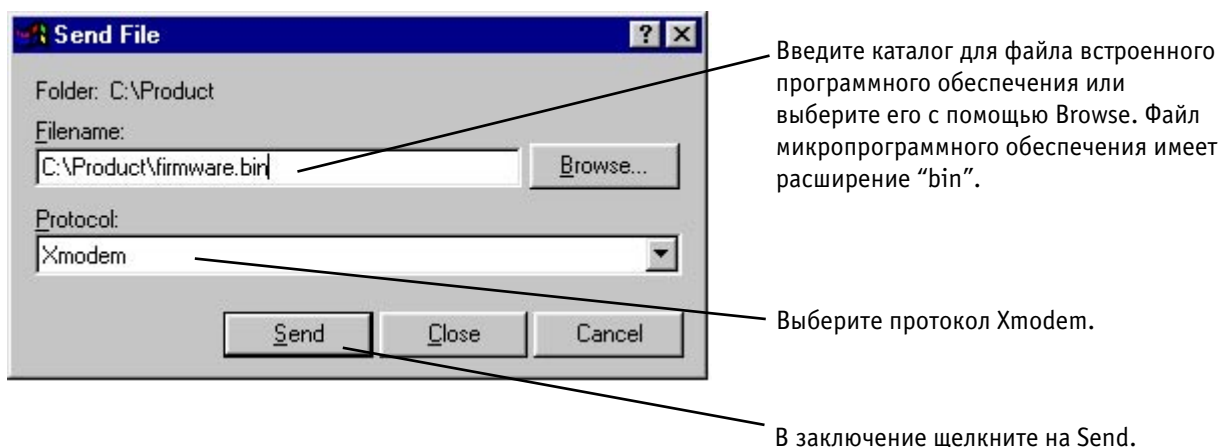 Send File
Folder: C:\Product
Filename:
C:\Product\firmware.bin
Browse...
Protocol:
Xmodem
Send
Close
Cancel
Введите каталог для файла встроенного
программного обеспечения или
выберите его с помощью Browse. Файл
микропрограммного обеспечения имеет
расширение “bin”.
Выберите протокол Xmodem.
В заключение щелкните на Send.